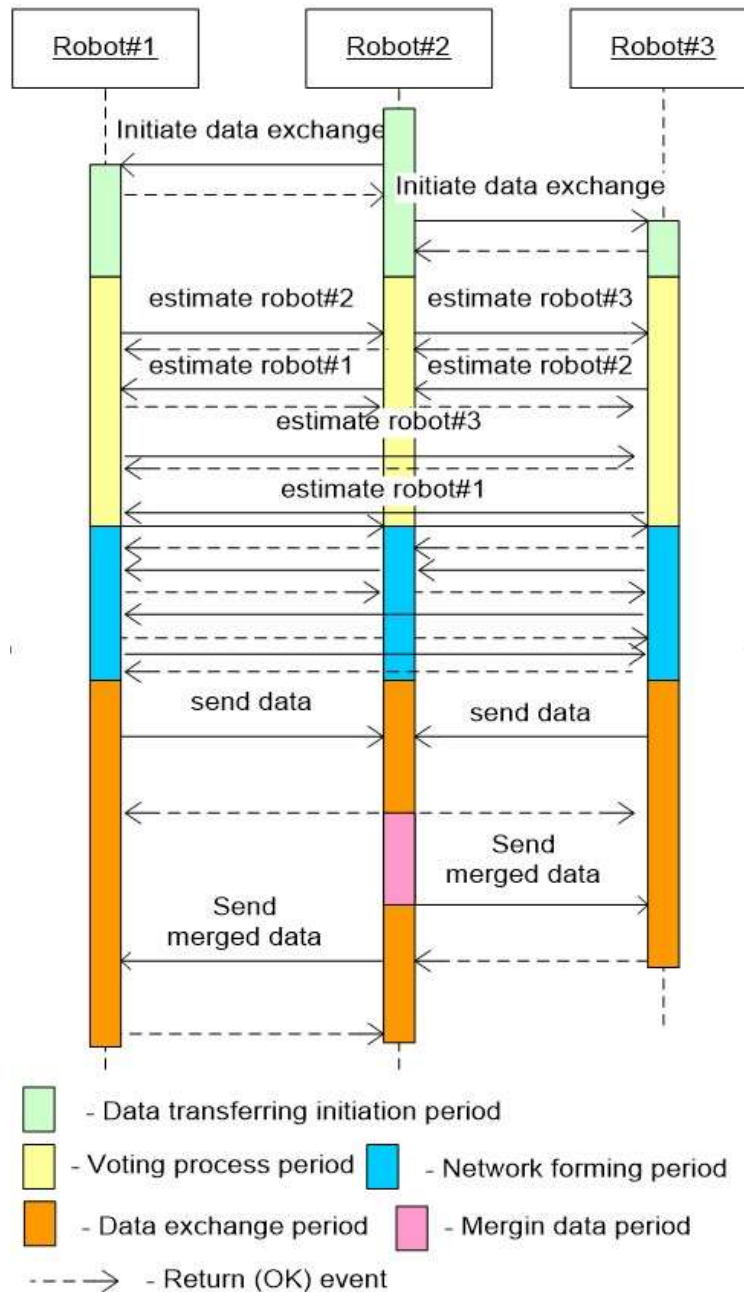 Robot#1
Robot#2
Robot#3
Initiate data exchange
Initiate data exchange
estimate robot#2
estimate robot#3
estimate robot#1
estimate robot#2
estimate robot#3
estimate robot#1
send data
send data
Send
merged data
Send
merged data
- Data transferring initiation period
- Voting process period
- Network forming period
- Data exchange period
- Mergin data period
- Return (OK) event